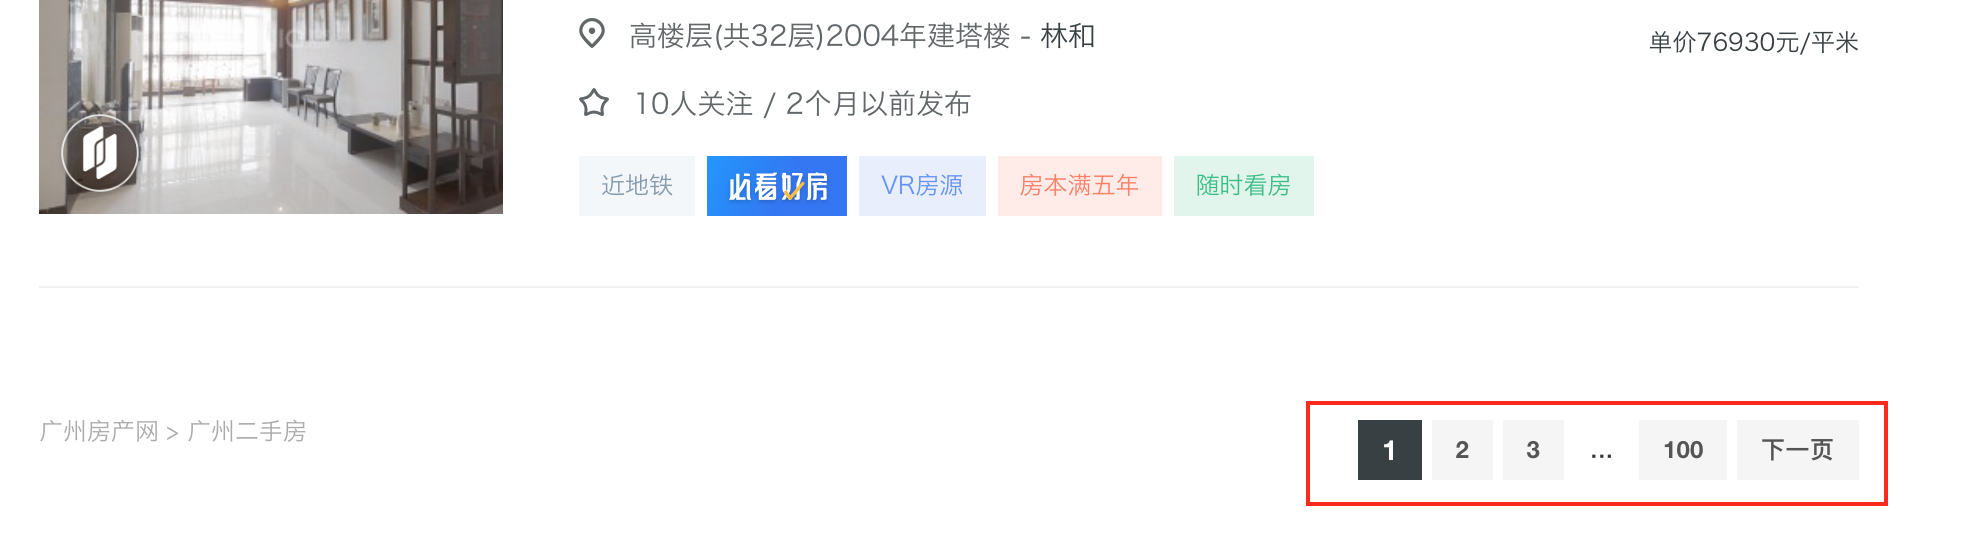 高楼层(共32层)2004年建塔楼 - 林和
单价76930元/平米
10人关注 / 2个月以前发布
近地铁 必看好房 VR房源 房本满五年 随时看房
广州房产网 > 广州二手房
1 2 3 ... 100 下一页